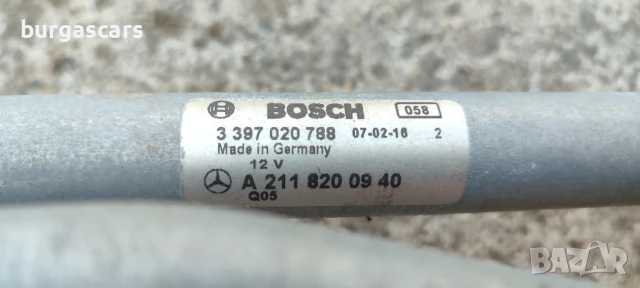 burgascars
BOSCH 058
3 397 020 788 07-02-16 2
Made in Germany
12 V
A 211 820 09 40
Q05
BAZAR